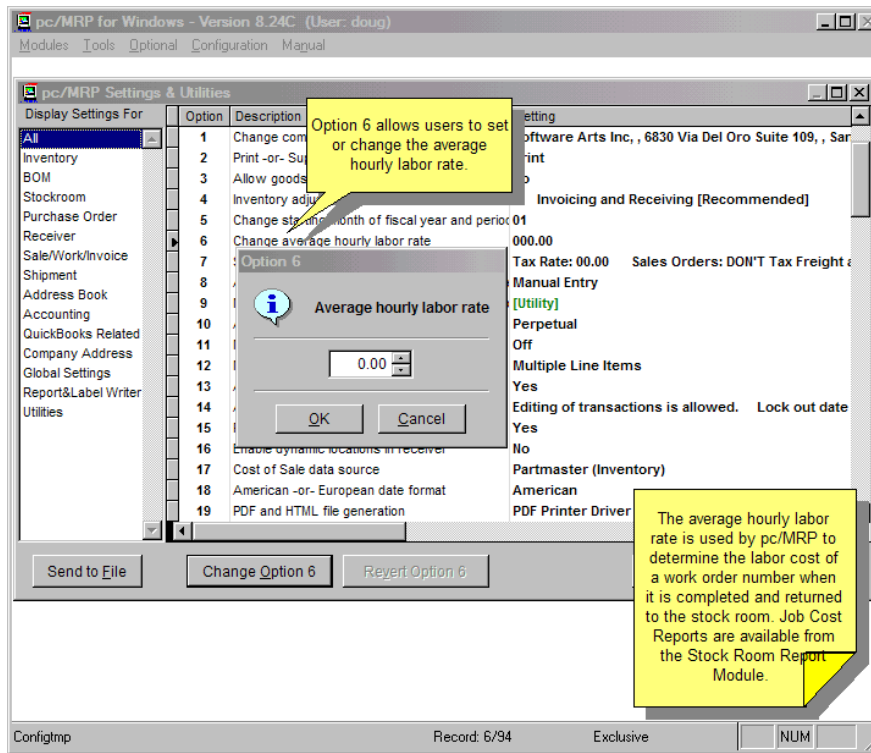 pc/MRP for Windows - Version 8.24C (User: doug)
Modules Tools Optional Configuration Manual
pc/MRP Settings & Utilities
Display Settings For
All
Inventory
BOM
Stockroom
Purchase Order
Receiver
Sale/Work/Invoice
Shipment
Address Book
Accounting
QuickBooks Related
Company Address
Global Settings
Report&Label Writer
Utilities
Option Description etting
1 Change com oftware Arts Inc, , 6830 Via Del Oro Suite 109, , San
2 Print -or- Su rint
3 Allow goods
4 Inventory adju Invoicing and Receiving [Recommended]
5 Change starting month of fiscal year and period 01
6 Change average hourly labor rate 000.00
7 Tax Rate: 00.00 Sales Orders: DON'T Tax Freight
8 Manual Entry
9 [Utility]
10 Perpetual
11 Off
12 Multiple Line Items
13 Yes
14 Editing of transactions is allowed. Lock out date
15 Yes
16 Enable dynamic locations in receiver No
17 Cost of Sale data source Partmaster (Inventory)
18 American -or- European date format American
19 PDF and HTML file generation PDF Printer Driver
Option 6 allows users to set
or change the average
hourly labor rate.
Option 6
Average hourly labor rate
0.00
OK Cancel
Send to File Change Option 6 Revert Option 6
The average hourly labor
rate is used by pc/MRP to
determine the labor cost of
a work order number when
it is completed and returned
to the stock room. Job Cost
Reports are available from
the Stock Room Report
Module.
Configtmp Record: 6/94 Exclusive NUM